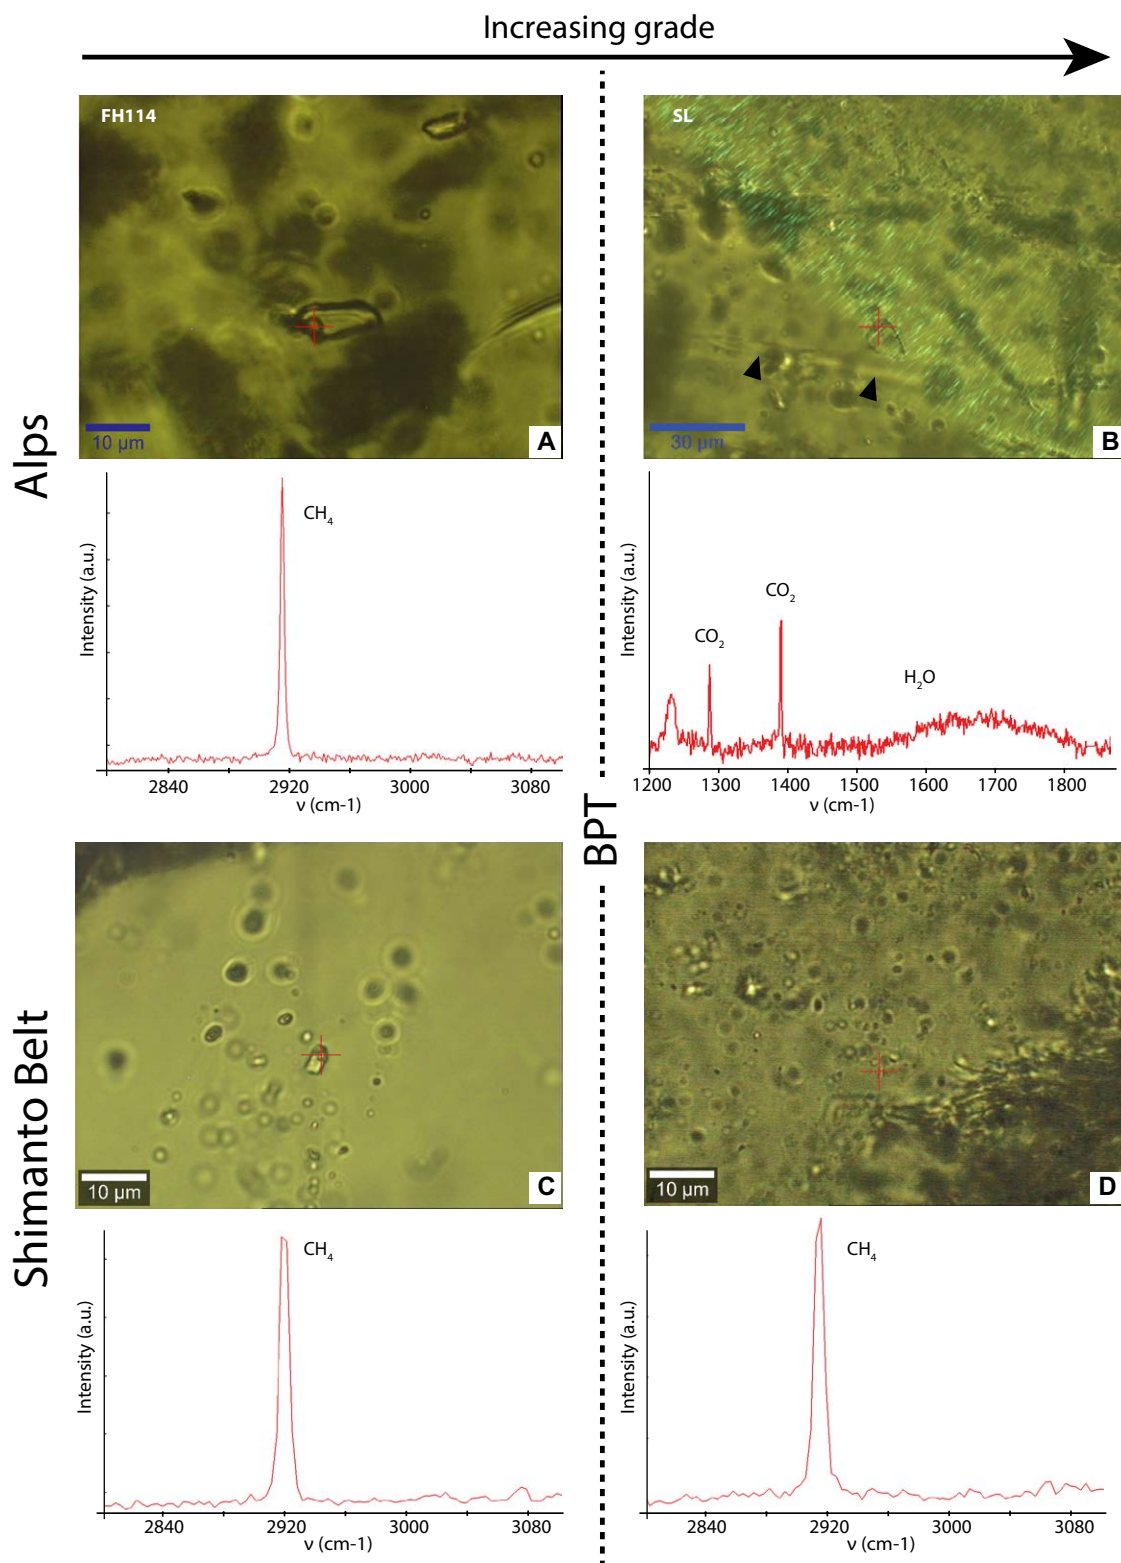 Increasing grade
Alps
FH114
10 µm
A
SL
30 µm
B
Intensity (a.u.)
CH4
2840 2920 3000 3080
ν (cm-1)
Intensity (a.u.)
CO2
CO2
H2O
1200 1300 1400 1500 1600 1700 1800
ν (cm-1)
BPT
Shimanto Belt
10 µm
C
10 µm
D
Intensity (a.u.)
CH4
2840 2920 3000 3080
ν (cm-1)
Intensity (a.u.)
CH4
2840 2920 3000 3080
ν (cm-1)